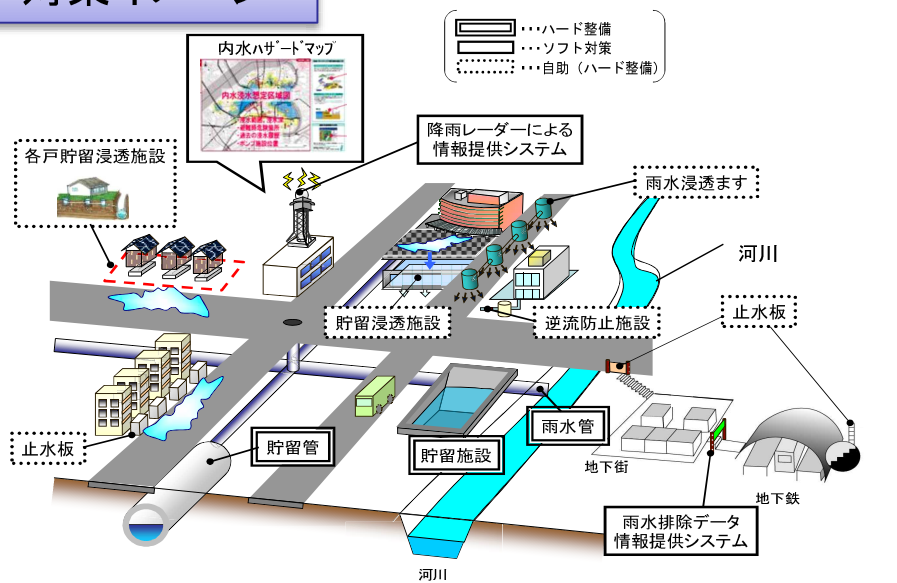 ・・・ハード整備
・・・ソフト対策
・・・自助（ハード整備）
内水ハザードマップ
内水浸水想定区域図
降雨レーダーによる
情報提供システム
各戸貯留浸透施設
雨水浸透ます
河川
止水板
貯留浸透施設
逆流防止施設
止水板
貯留管
貯留施設
雨水管
地下街
地下鉄
雨水排除データ
情報提供システム
河川